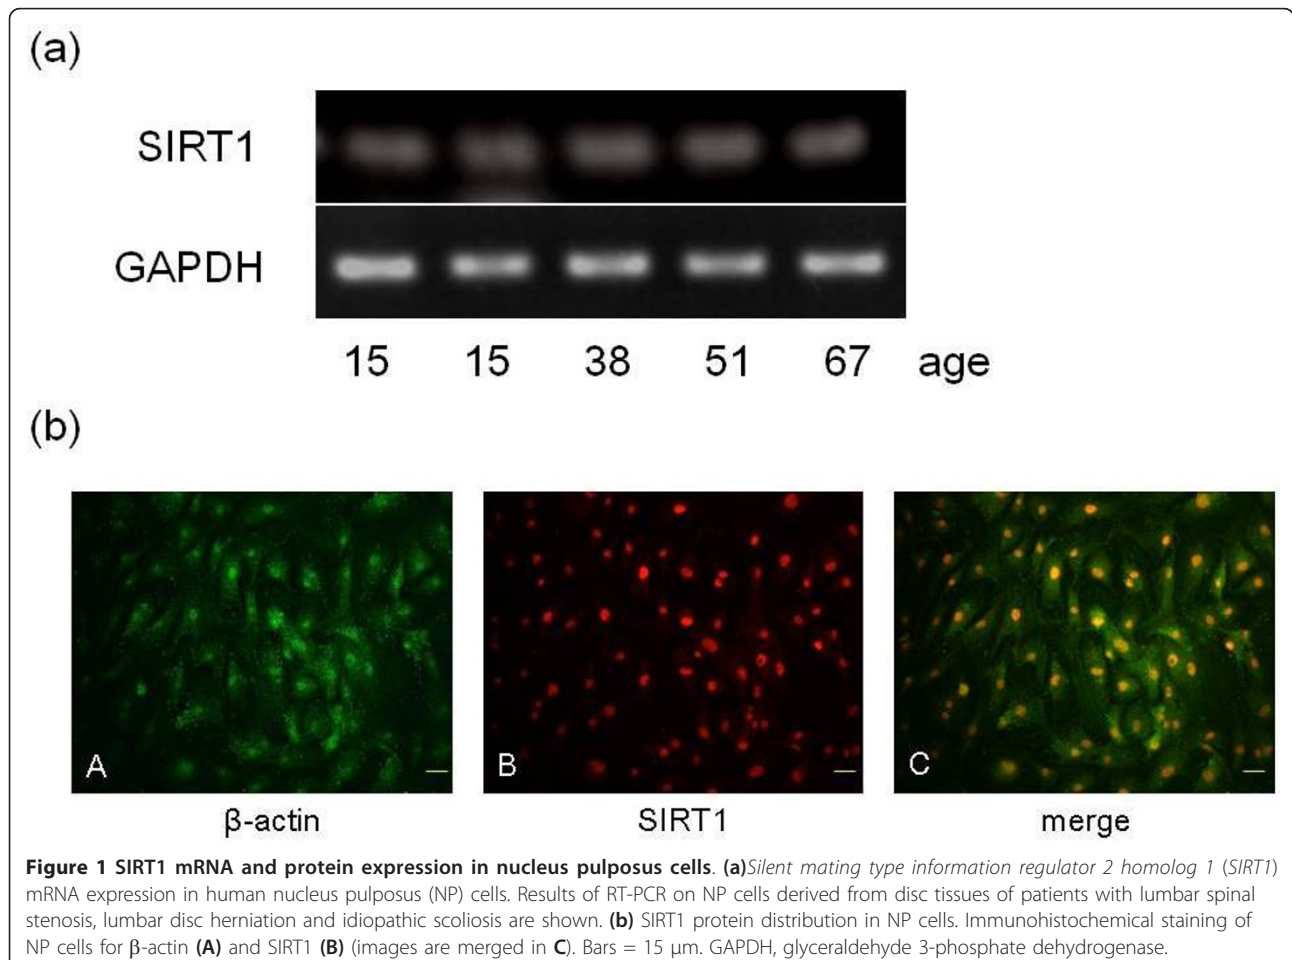 (a)
SIRT1
GAPDH
15 15 38 51 67 age
(b)
A B C
β-actin SIRT1 merge
Figure 1 SIRT1 mRNA and protein expression in nucleus pulposus cells. (a)Silent mating type information regulator 2 homolog 1 (SIRT1)
mRNA expression in human nucleus pulposus (NP) cells. Results of RT-PCR on NP cells derived from disc tissues of patients with lumbar spinal
stenosis, lumbar disc herniation and idiopathic scoliosis are shown. (b) SIRT1 protein distribution in NP cells. Immunohistochemical staining of
NP cells for β-actin (A) and SIRT1 (B) (images are merged in C). Bars = 15 μm. GAPDH, glyceraldehyde 3-phosphate dehydrogenase.